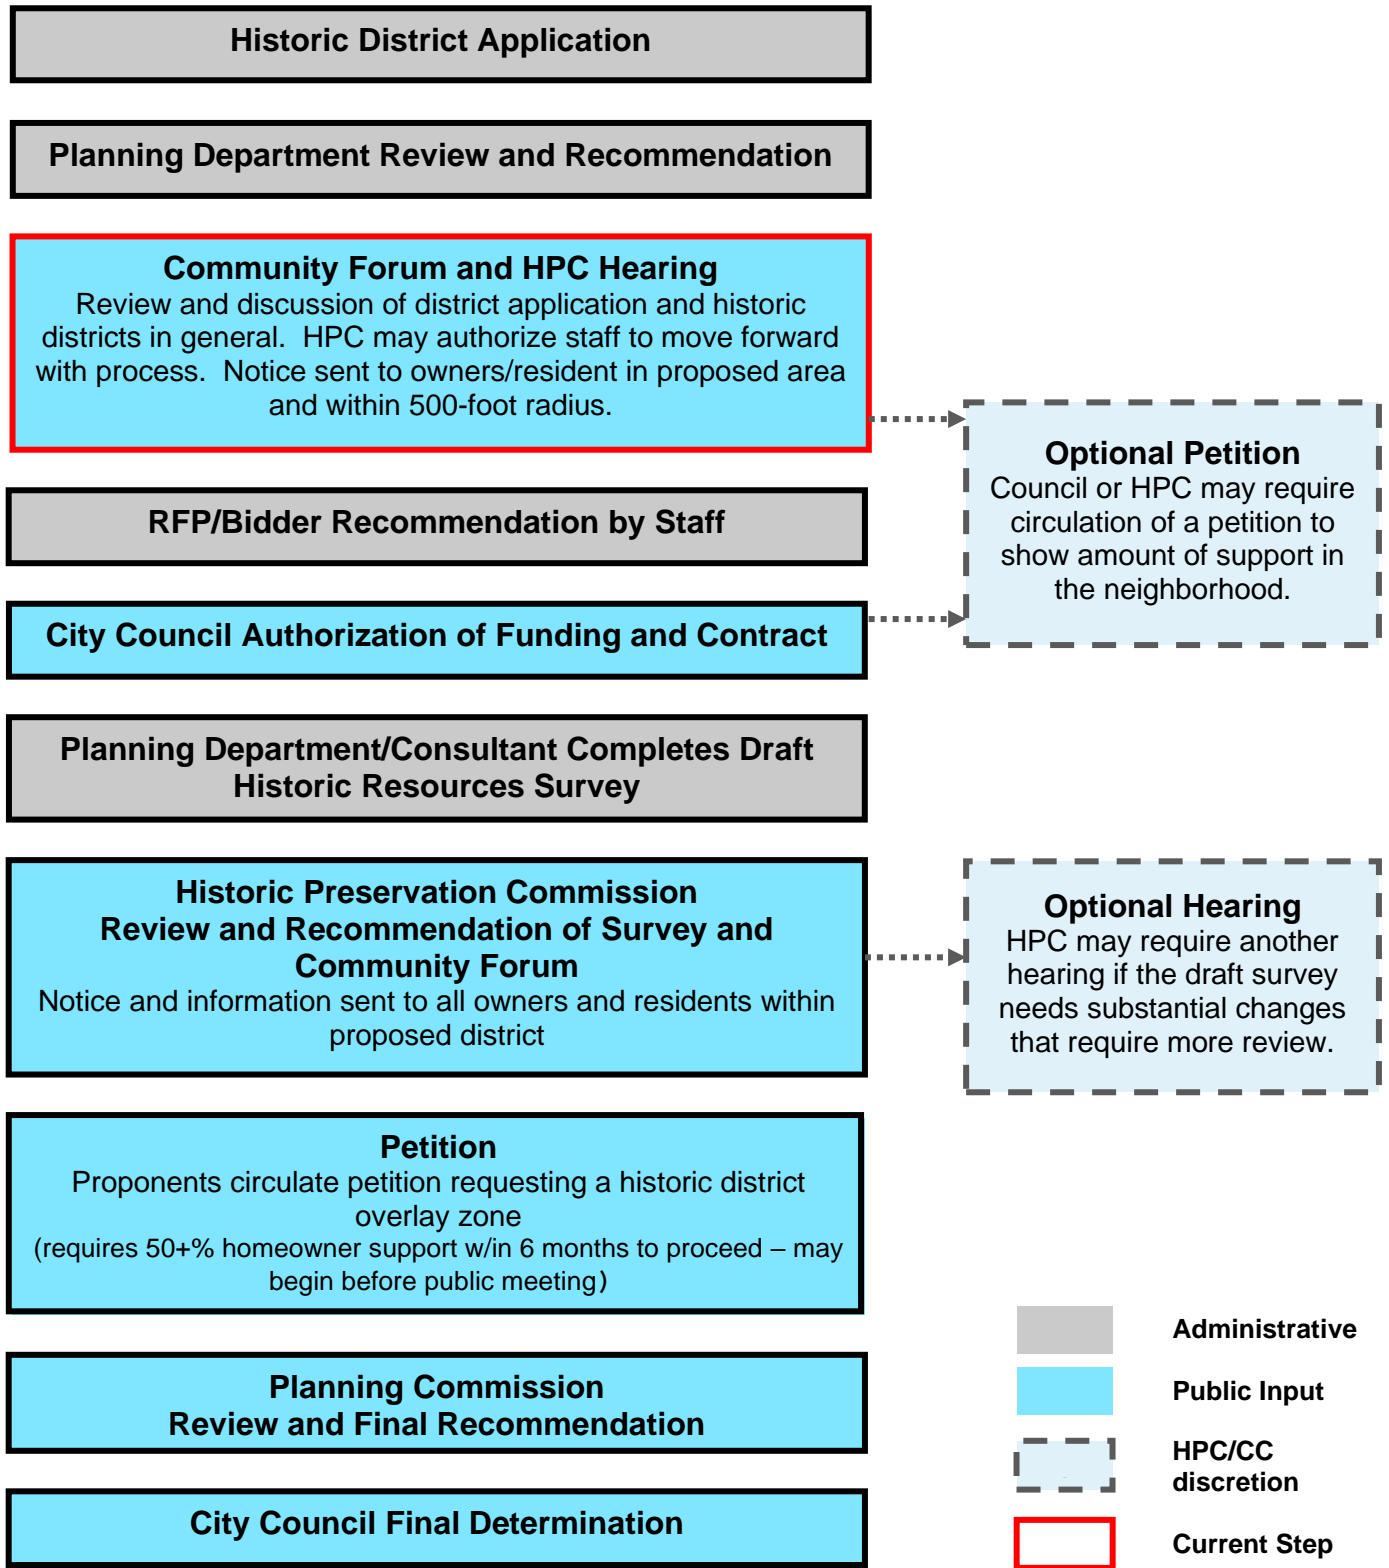 Historic District Application
Planning Department Review and Recommendation
Community Forum and HPC Hearing
Review and discussion of district application and historic
districts in general.  HPC may authorize staff to move forward
with process.  Notice sent to owners/resident in proposed area
and within 500-foot radius.
Optional Petition
Council or HPC may require
circulation of a petition to
show amount of support in
the neighborhood.
RFP/Bidder Recommendation by Staff
City Council Authorization of Funding and Contract
Planning Department/Consultant Completes Draft
Historic Resources Survey
Historic Preservation Commission
Review and Recommendation of Survey and
Community Forum
Notice and information sent to all owners and residents within
proposed district
Optional Hearing
HPC may require another
hearing if the draft survey
needs substantial changes
that require more review.
Petition
Proponents circulate petition requesting a historic district
overlay zone
(requires 50+% homeowner support w/in 6 months to proceed – may
begin before public meeting)
Planning Commission
Review and Final Recommendation
City Council Final Determination
Administrative
Public Input
HPC/CC
discretion
Current Step